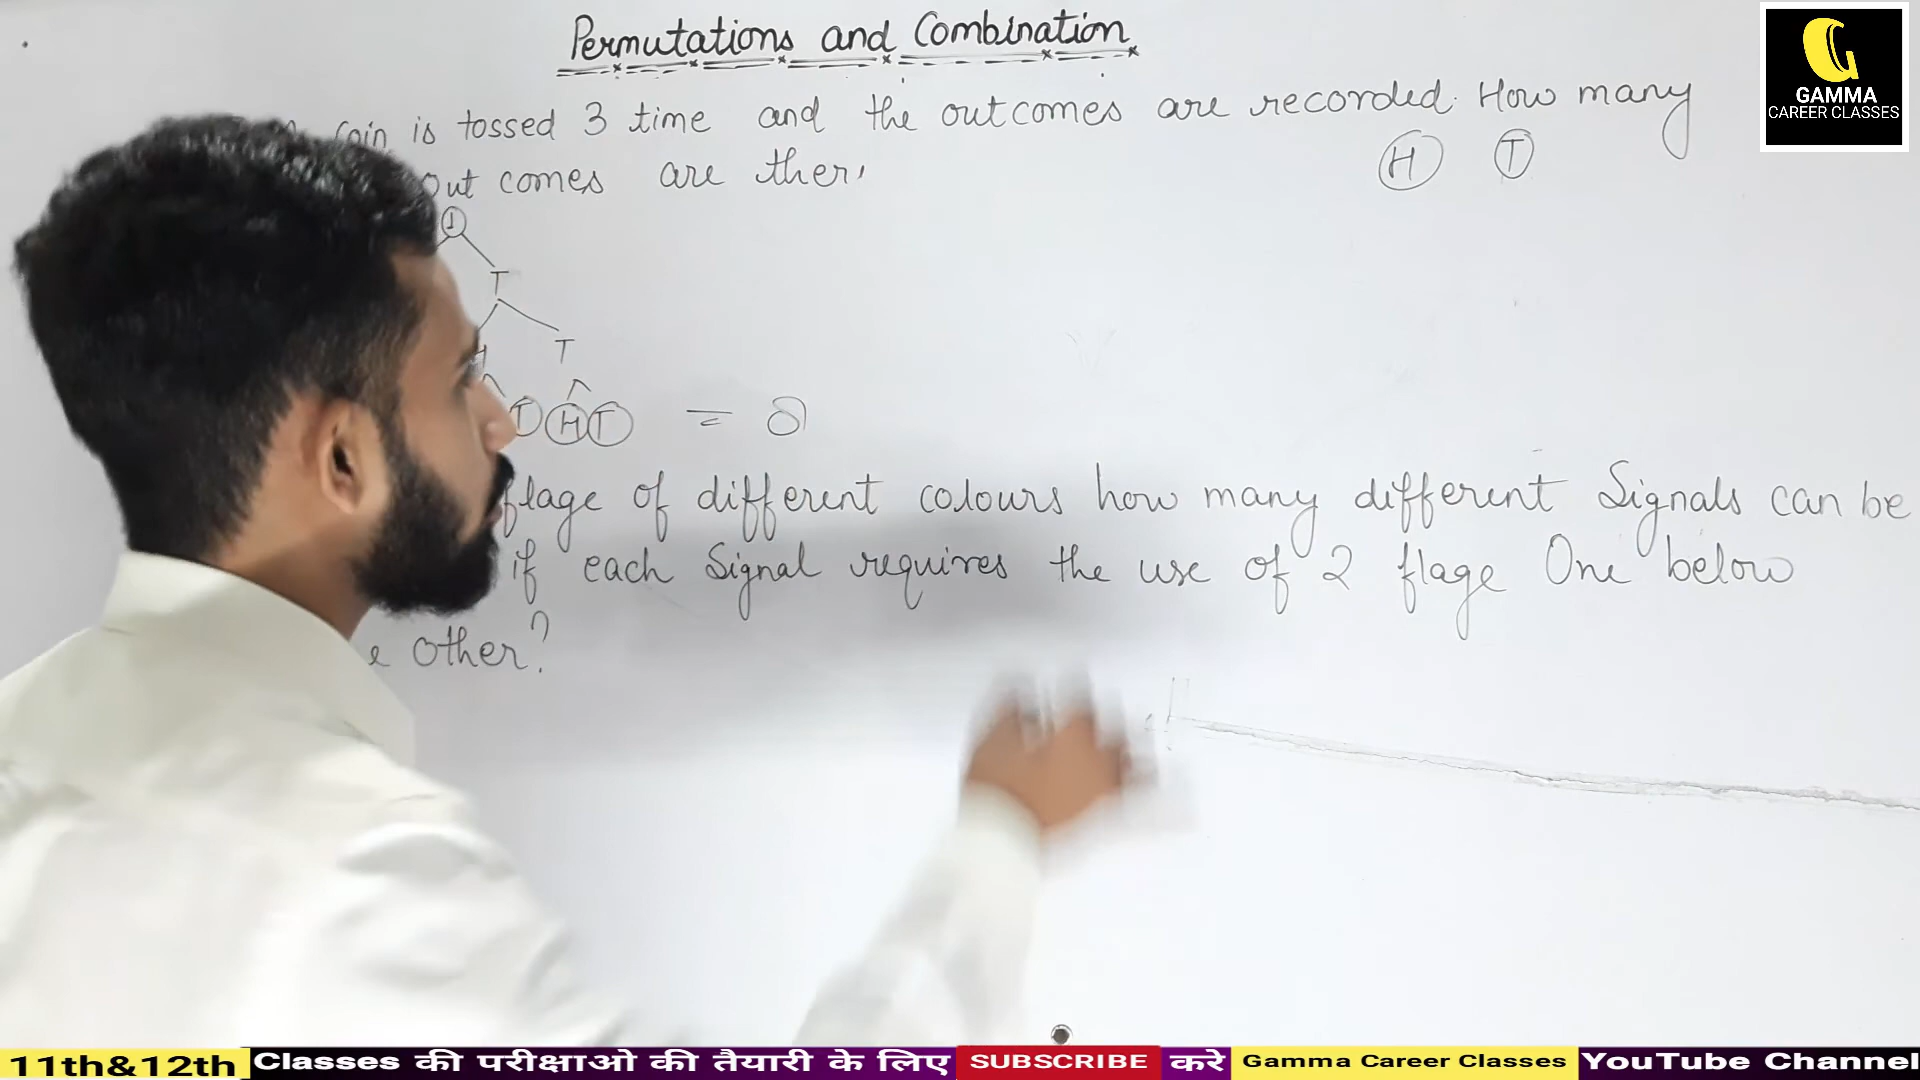 Permutations and Combination
Coin is tossed 3 time and the outcomes are recorded. How many
out comes are ther,
H T
1
T
T
T H T = 8
flage of different colours how many different Signals can be
if each Signal requires the use of 2 flage One below
other?
GAMMA
CAREER CLASSES
11th&12th Classes की परीक्षाओ की तैयारी के लिए SUBSCRIBE करे Gamma Career Classes YouTube Channel